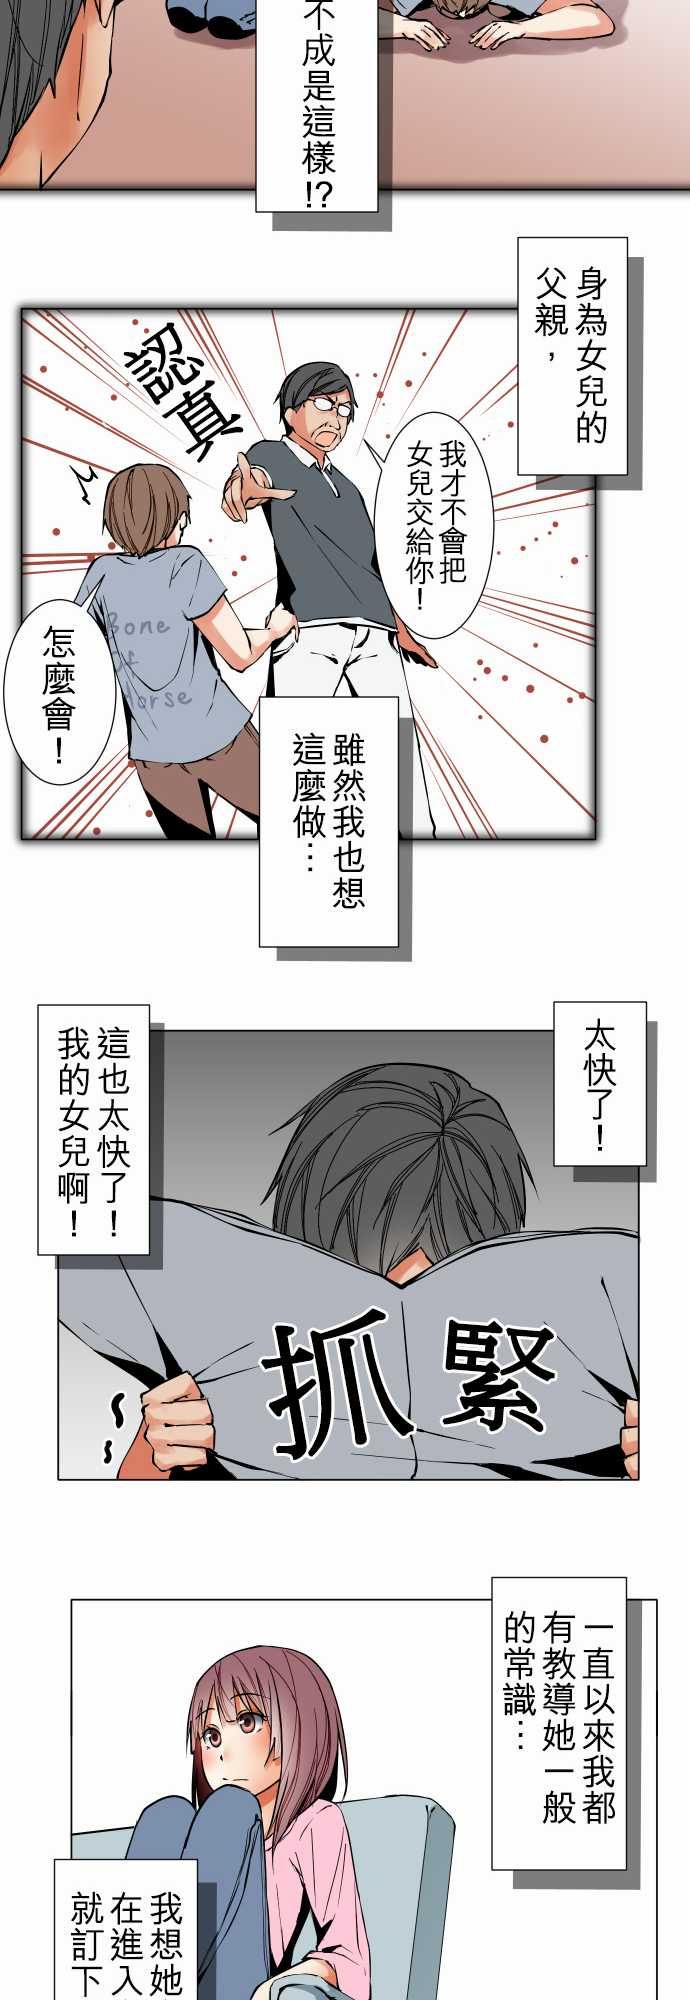 不成是這樣!?
身為女兒的
父親，
認真
我才不會把
女兒交給你！
怎麼會！
Bone
Of
Horse
雖然我也想
這麼做…
太快了！
這也太快了！
我的女兒啊！
抓緊
一直以來我都
有教導她一般
的常識…
我想她
在進入
就訂下